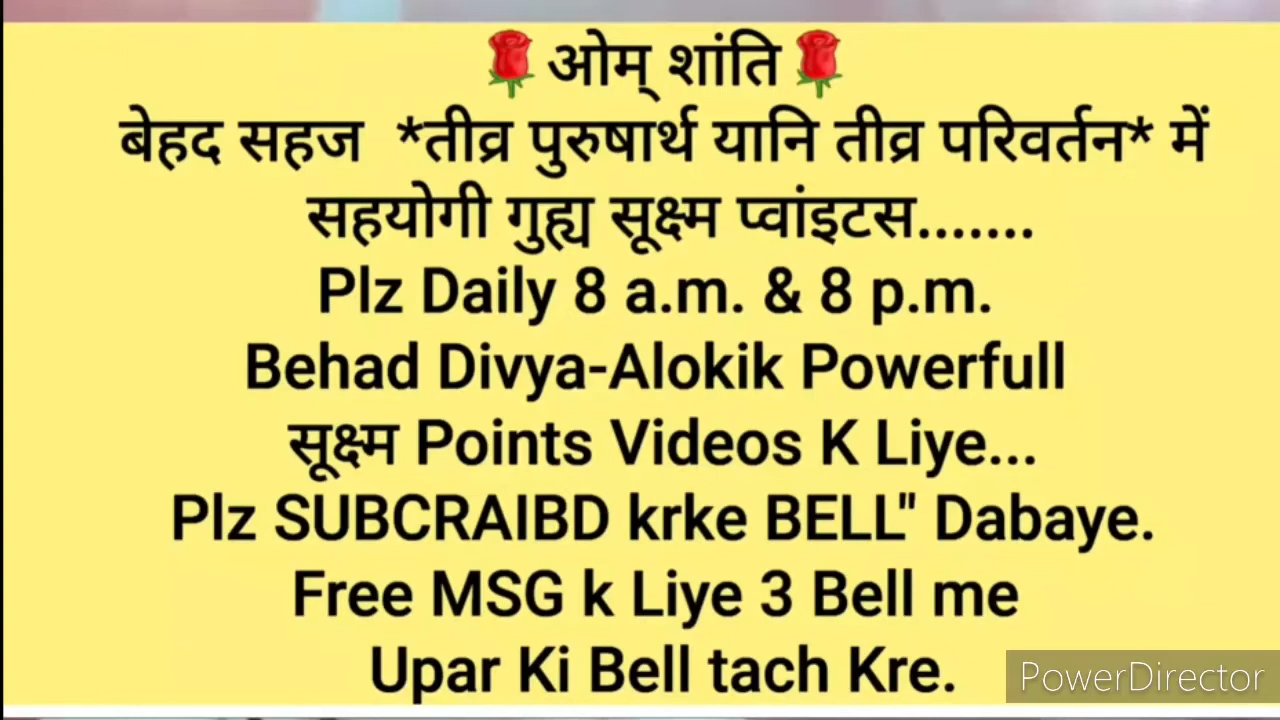 🌹ओम् शांति🌹
बेहद सहज *तीव्र पुरुषार्थ यानि तीव्र परिवर्तन* में
सहयोगी गुह्य सूक्ष्म प्वांइटस.......
Plz Daily 8 a.m. & 8 p.m.
Behad Divya-Alokik Powerfull
सूक्ष्म Points Videos K Liye...
Plz SUBCRAIBD krke BELL" Dabaye.
Free MSG k Liye 3 Bell me
Upar Ki Bell tach Kre.
PowerDirector